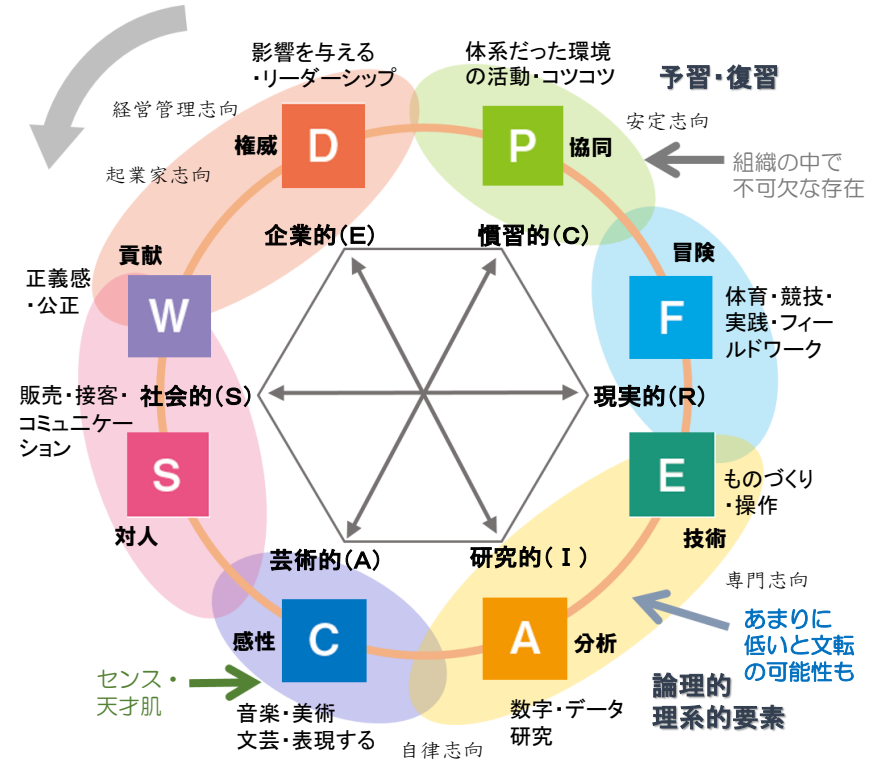 影響を与える
・リーダーシップ
体系だった環境
の活動・コツコツ
予習・復習
経営管理志向
権威
D
P
協同
安定志向
組織の中で
不可欠な存在
起業家志向
企業的(E)
慣習的(C)
貢献
冒険
正義感
・公正
W
F
体育・競技・
実践・フィー
ルドワーク
販売・接客・
コミュニケー
ション
社会的(S)
現実的(R)
S
E
ものづくり
・操作
対人
技術
芸術的(A)
研究的(I)
専門志向
感性
C
A
分析
あまりに
低いと文転
の可能性も
センス・
天才肌
音楽・美術
文芸・表現する
数字・データ
研究
論理的
理系的要素
自律志向